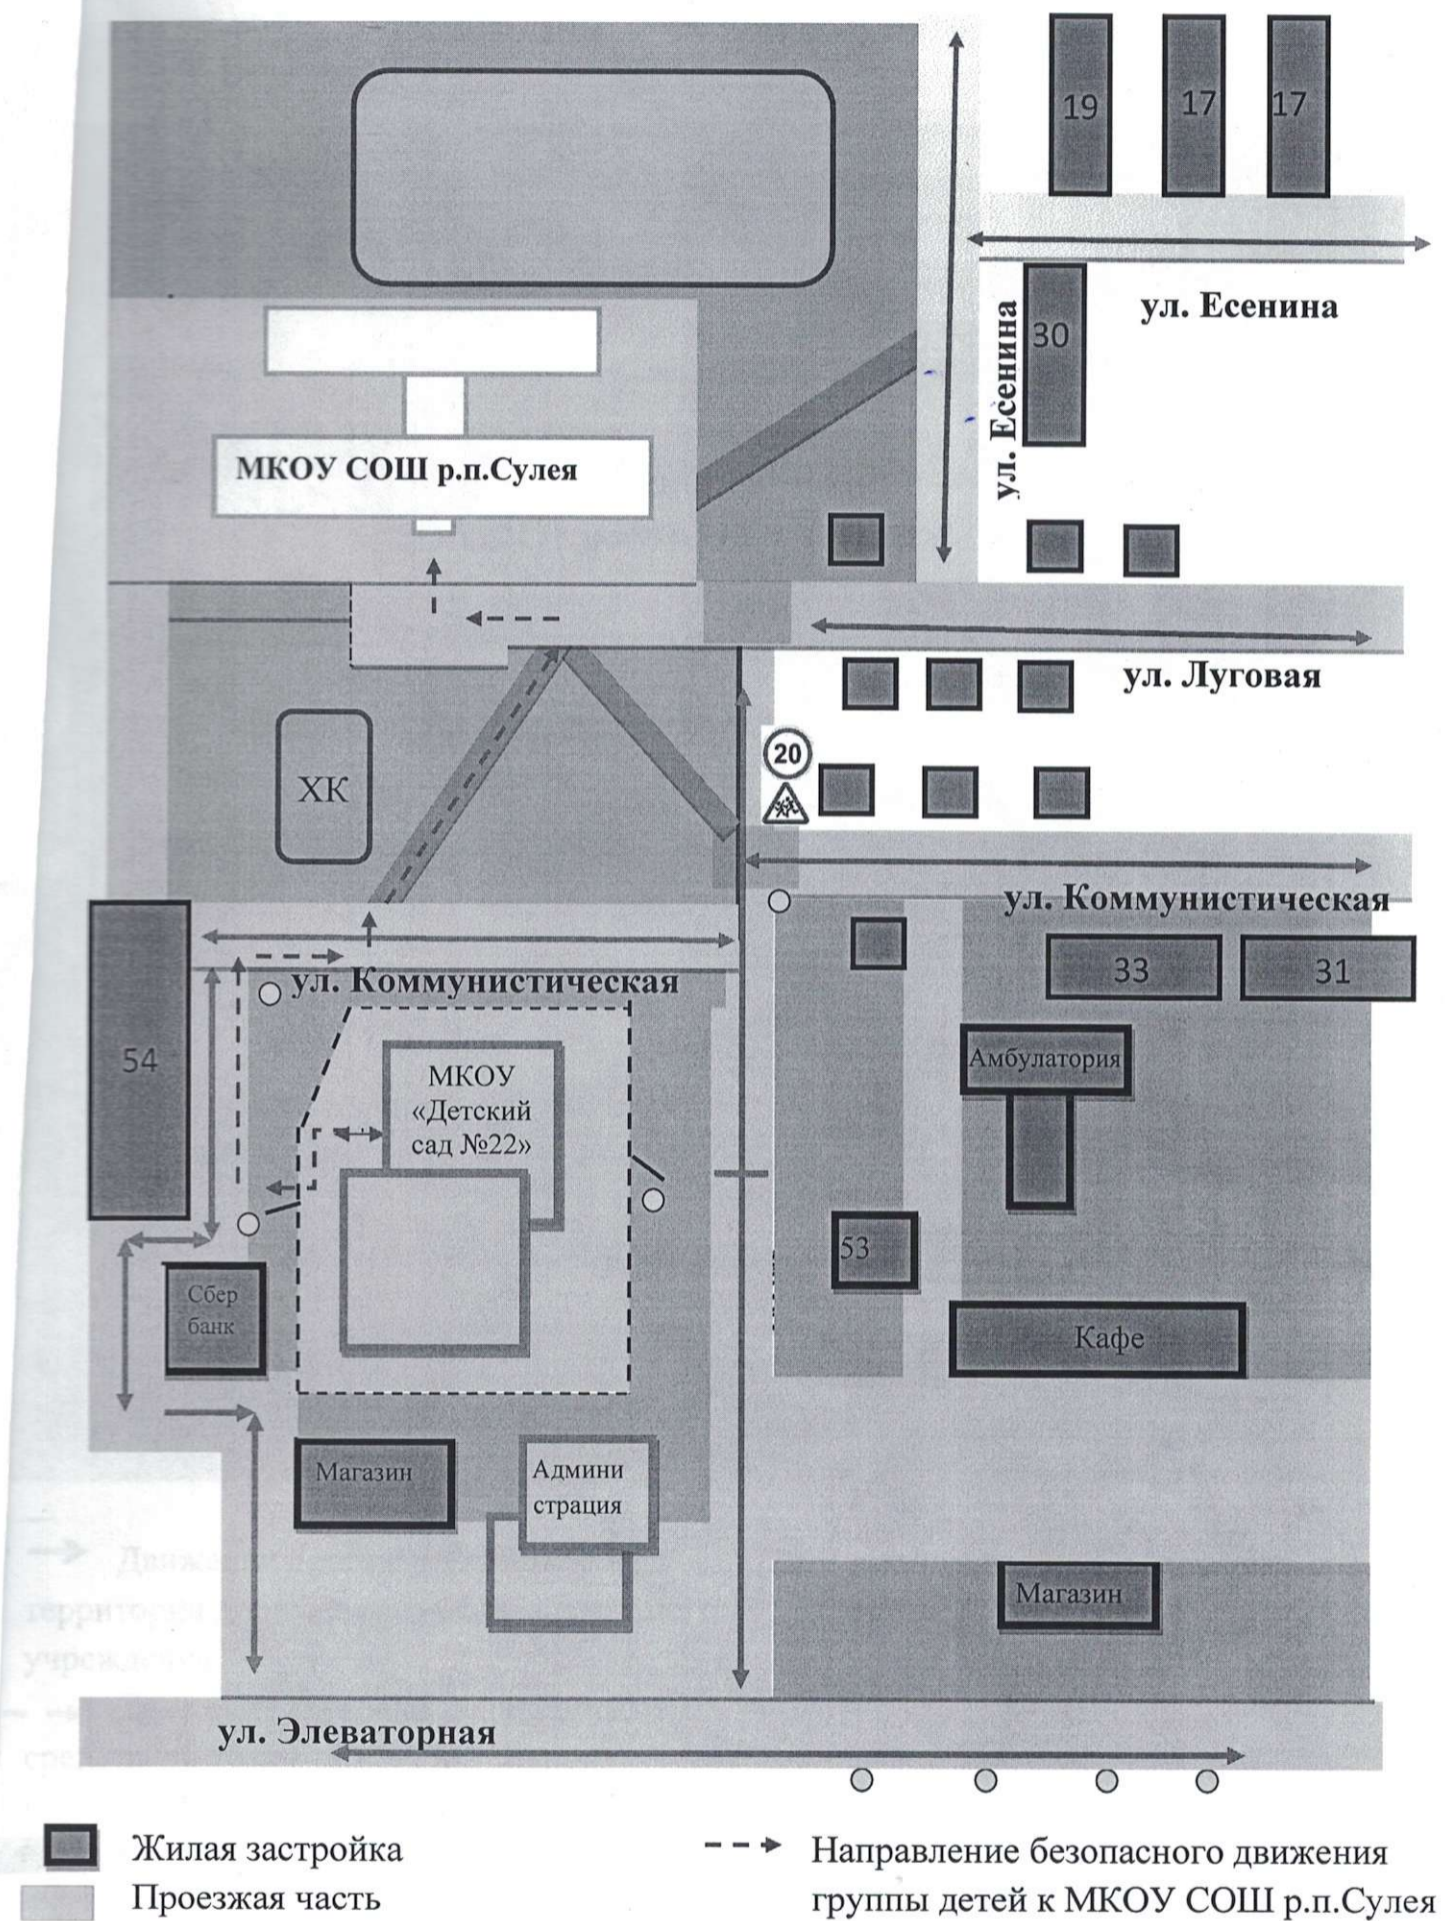 19
17
17
ул. Есенина
ул. Есенина
30
МКОУ СОШ р.п.Сулея
ул. Луговая
20
ХК
ул. Коммунистическая
ул. Коммунистическая
33
31
54
Амбулатория
МКОУ
«Детский
сад №22»
53
Сбер
банк
Кафе
Магазин
Админи
страция
Магазин
ул. Элеваторная
Жилая застройка
Проезжая часть
Направление безопасного движения
группы детей к МКОУ СОШ р.п.Сулея